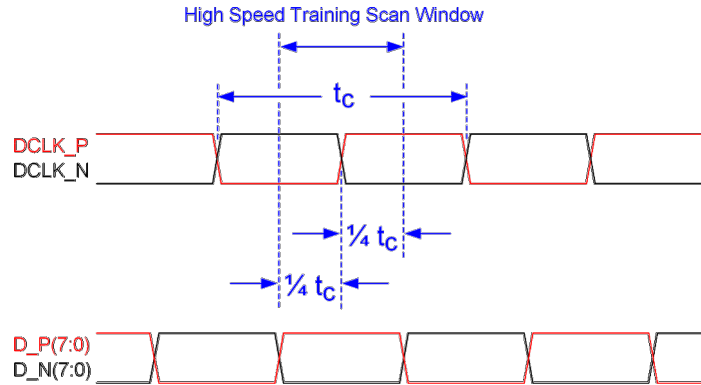 High Speed Training Scan Window
tc
DCLK_P
DCLK_N
¼ tc
¼ tc
D_P(7:0)
D_N(7:0)